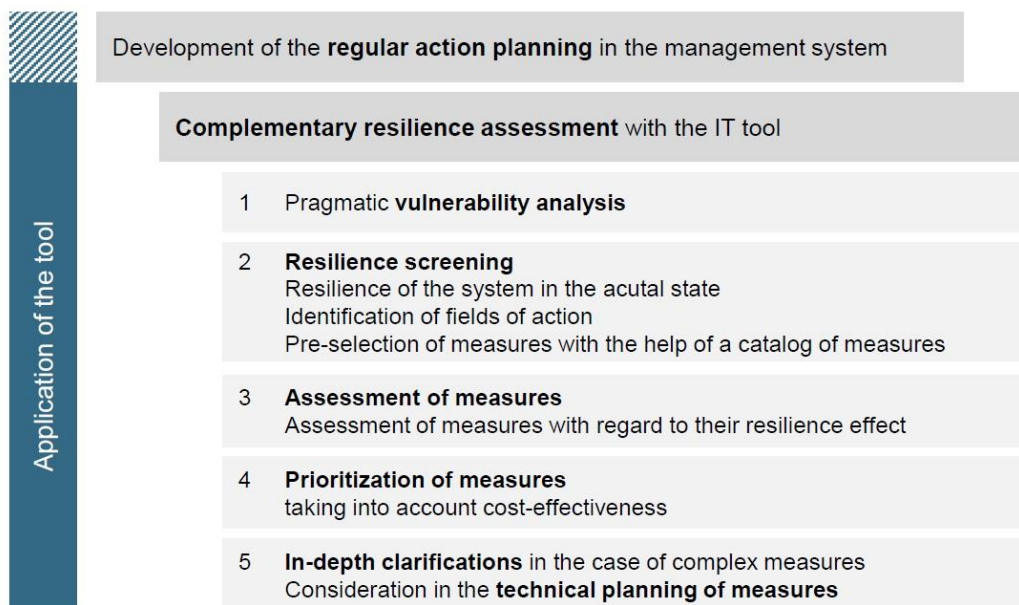 Development of the regular action planning in the management system
Complementary resilience assessment with the IT tool
Application of the tool
1 Pragmatic vulnerability analysis
2 Resilience screening
Resilience of the system in the acutal state
Identification of fields of action
Pre-selection of measures with the help of a catalog of measures
3 Assessment of measures
Assessment of measures with regard to their resilience effect
4 Prioritization of measures
taking into account cost-effectiveness
5 In-depth clarifications in the case of complex measures
Consideration in the technical planning of measures